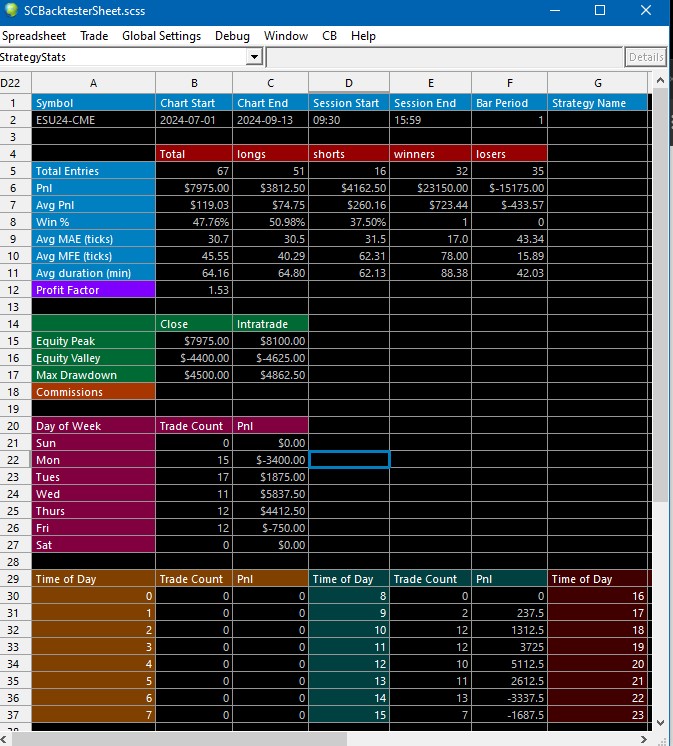 SCBacktesterSheet.scss
Spreadsheet Trade Global Settings Debug Window CB Help
StrategyStats Details
D22 A B C D E F G
1 Symbol Chart Start Chart End Session Start Session End Bar Period Strategy Name
2 ESU24-CME 2024-07-01 2024-09-13 09:30 15:59 1
3
4 Total longs shorts winners losers
5 Total Entries 67 51 16 32 35
6 Pnl $7975.00 $3812.50 $4162.50 $23150.00 $-15175.00
7 Avg Pnl $119.03 $74.75 $260.16 $723.44 $-433.57
8 Win % 47.76% 50.98% 37.50% 1 0
9 Avg MAE (ticks) 30.7 30.5 31.5 17.0 43.34
10 Avg MFE (ticks) 45.55 40.29 62.31 78.00 15.89
11 Avg duration (min) 64.16 64.80 62.13 88.38 42.03
12 Profit Factor 1.53
13
14 Close Intratrade
15 Equity Peak $7975.00 $8100.00
16 Equity Valley $-4400.00 $-4625.00
17 Max Drawdown $4500.00 $4862.50
18 Commissions
19
20 Day of Week Trade Count Pnl
21 Sun 0 $0.00
22 Mon 15 $-3400.00
23 Tues 17 $1875.00
24 Wed 11 $5837.50
25 Thurs 12 $4412.50
26 Fri 12 $-750.00
27 Sat 0 $0.00
28
29 Time of Day Trade Count Pnl Time of Day Trade Count Pnl Time of Day
30 0 0 0 8 0 0 16
31 1 0 0 9 2 237.5 17
32 2 0 0 10 12 1312.5 18
33 3 0 0 11 12 3725 19
34 4 0 0 12 10 5112.5 20
35 5 0 0 13 11 2612.5 21
36 6 0 0 14 13 -3337.5 22
37 7 0 0 15 7 -1687.5 23